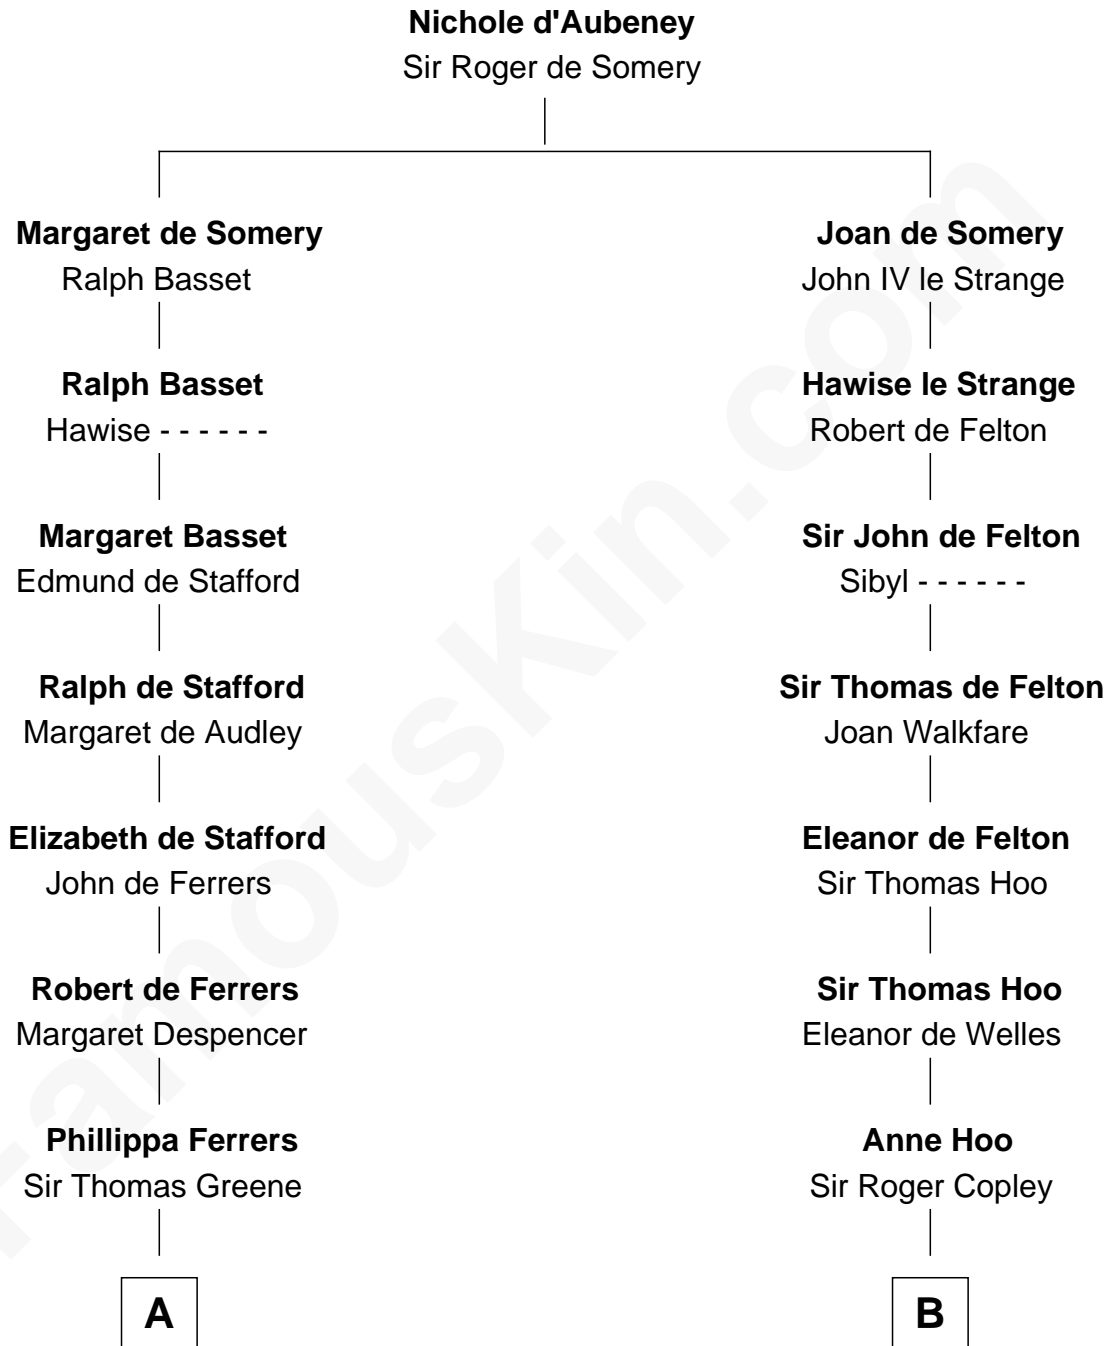 Nichole d'Aubeney
Sir Roger de Somery
Margaret de Somery
Ralph Basset
Joan de Somery
John IV le Strange
Ralph Basset
Hawise - - - - - -
Hawise le Strange
Robert de Felton
Margaret Basset
Edmund de Stafford
Sir John de Felton
Sibyl - - - - - -
Ralph de Stafford
Margaret de Audley
Sir Thomas de Felton
Joan Walkfare
Elizabeth de Stafford
John de Ferrers
Eleanor de Felton
Sir Thomas Hoo
Robert de Ferrers
Margaret Despencer
Sir Thomas Hoo
Eleanor de Welles
Phillippa Ferrers
Sir Thomas Greene
Anne Hoo
Sir Roger Copley
A
B
FamousKin.com